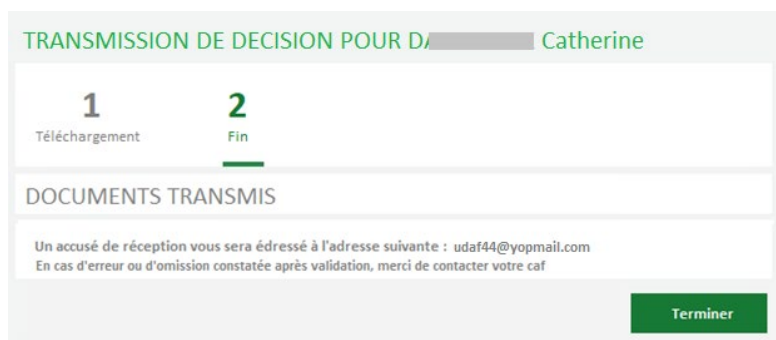 TRANSMISSION DE DECISION POUR D Catherine
1
Téléchargement
2
Fin
DOCUMENTS TRANSMIS
Un accusé de réception vous sera édressé à l'adresse suivante : udaf44@yopmail.com
En cas d'erreur ou d'omission constatée après validation, merci de contacter votre caf
Terminer